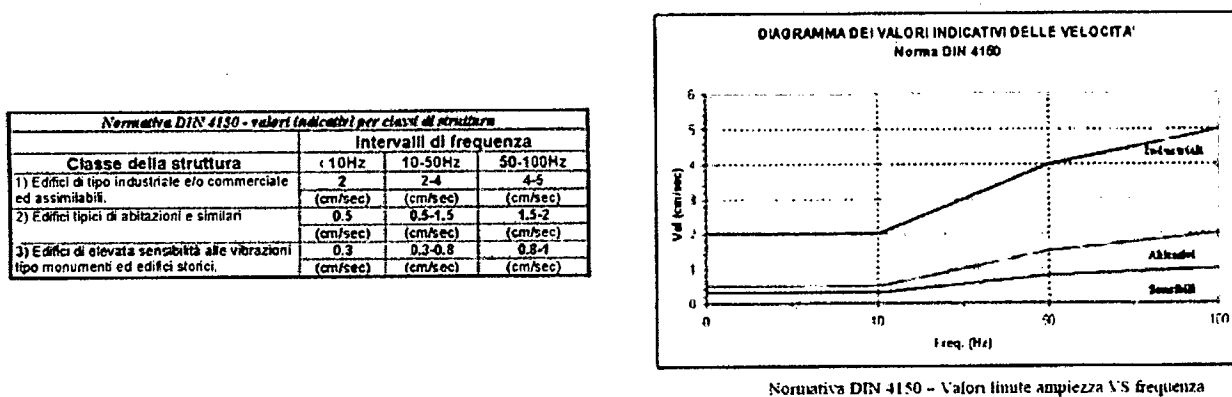 Normativa DIN 4150 - valori indicativi per classi di struttura
Intervalli di frequenza
Classe della struttura < 10Hz 10-50Hz 50-100Hz
1) Edifici di tipo industriale e/o commerciale ed assimilabili. 2 2-4 4-5
(cm/sec) (cm/sec) (cm/sec)
2) Edifici tipici di abitazioni e similari 0.5 0.5-1.5 1.5-2
(cm/sec) (cm/sec) (cm/sec)
3) Edifici di elevata sensibilità alle vibrazioni tipo monumenti ed edifici storici. 0.3 0.3-0.8 0.8-1
(cm/sec) (cm/sec) (cm/sec)
DIAGRAMMA DEI VALORI INDICATIVI DELLE VELOCITA'
Norma DIN 4150
6
5
4
3
2
1
0
Vel (cm/sec)
Industriali
Abitativi
Sensibili
0 10 50 100
Freq. (Hz)
Normativa DIN 4150 – Valori limite ampiezza VS frequenza